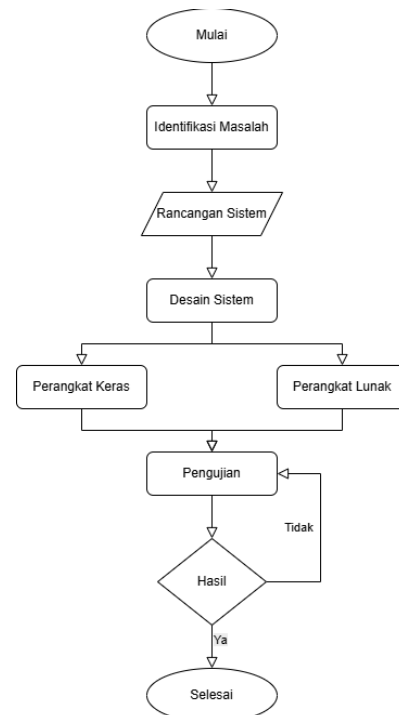 Mulai
Identifikasi Masalah
Rancangan Sistem
Desain Sistem
Perangkat Keras
Perangkat Lunak
Pengujian
Tidak
Hasil
Ya
Selesai